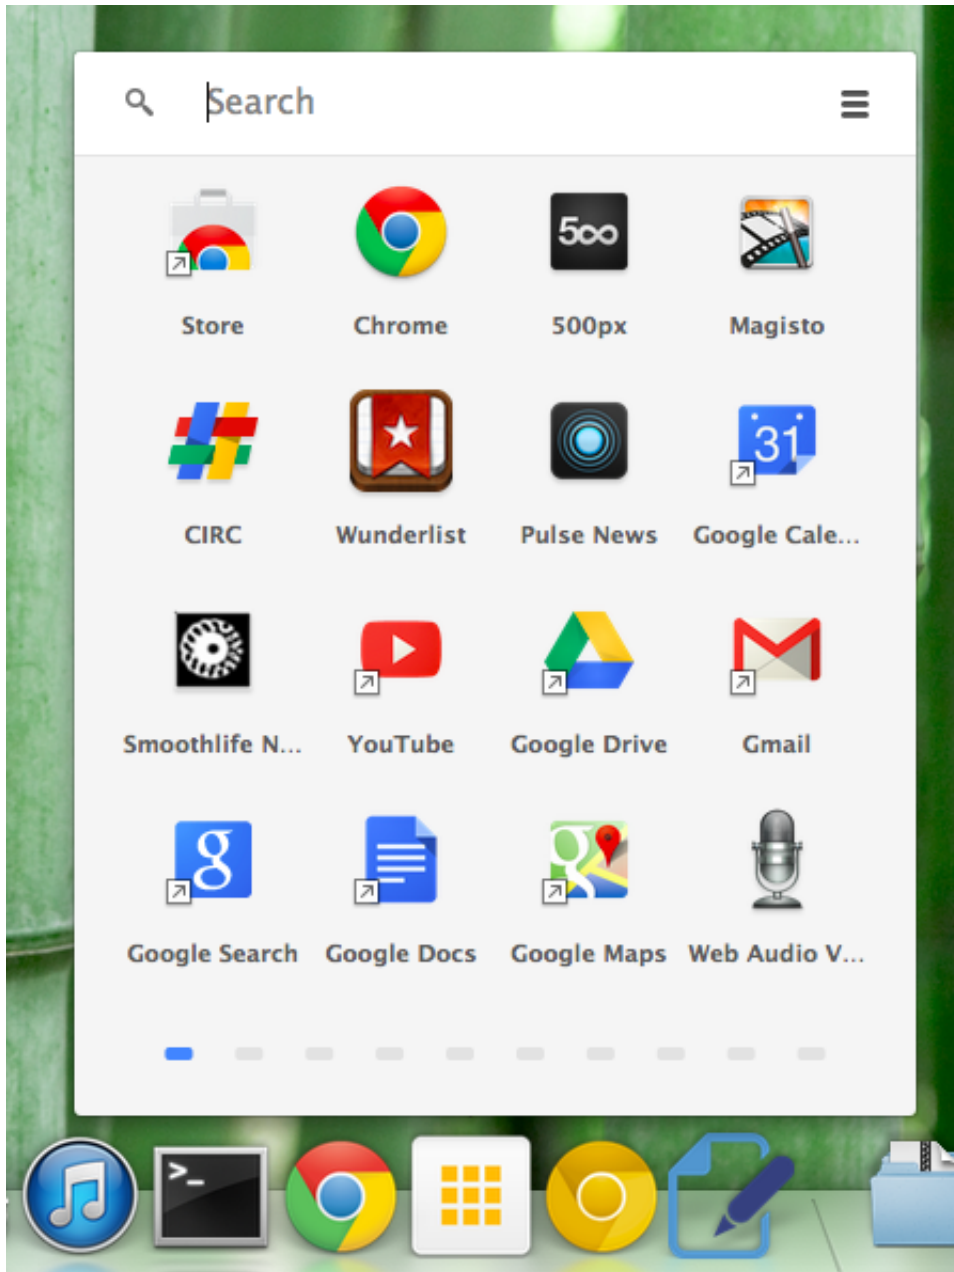 Search
Store Chrome 500px Magisto
CIRC Wunderlist Pulse News 31 Google Cale...
Smoothlife N... YouTube Google Drive Gmail
g Google Search Google Docs g Google Maps Web Audio V...
>_